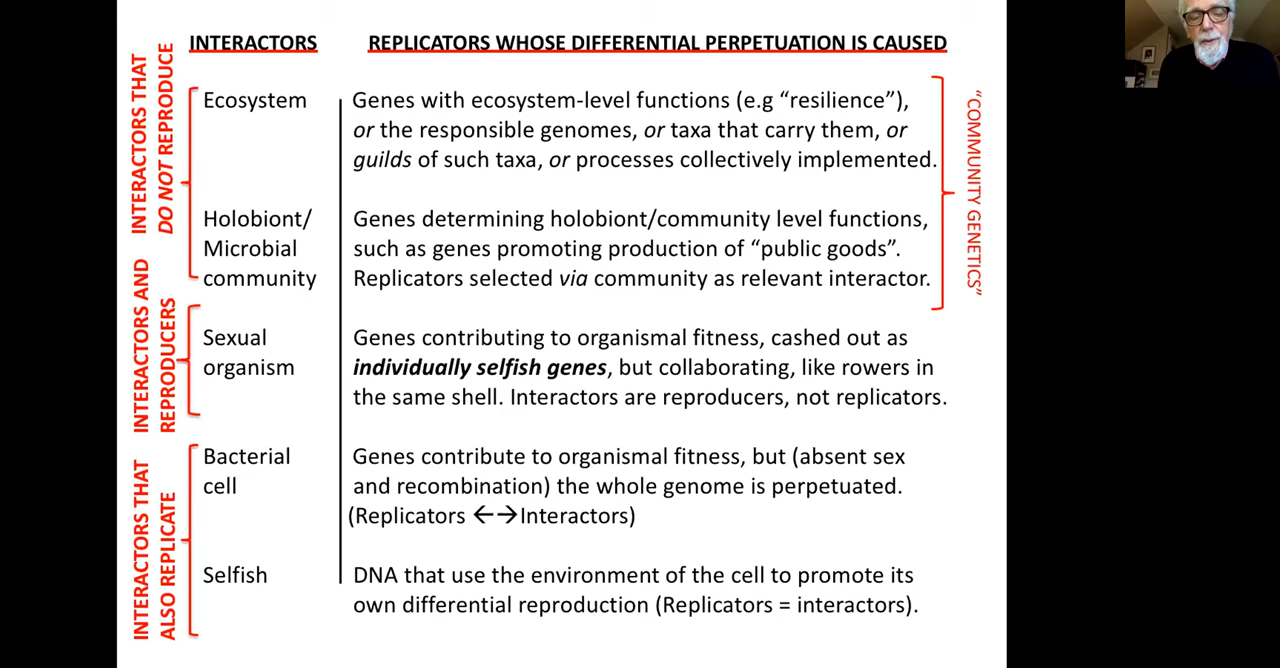 INTERACTORS
REPLICATORS WHOSE DIFFERENTIAL PERPETUATION IS CAUSED
INTERACTORS THAT
DO NOT REPRODUCE
Ecosystem
Genes with ecosystem-level functions (e.g “resilience”),
or the responsible genomes, or taxa that carry them, or
guilds of such taxa, or processes collectively implemented.
Holobiont/
Microbial
community
Genes determining holobiont/community level functions,
such as genes promoting production of “public goods”.
Replicators selected via community as relevant interactor.
“COMMUNITY GENETICS”
INTERACTORS AND
REPRODUCERS
Sexual
organism
Genes contributing to organismal fitness, cashed out as
individually selfish genes, but collaborating, like rowers in
the same shell. Interactors are reproducers, not replicators.
INTERACTORS THAT
ALSO REPLICATE
Bacterial
cell
Genes contribute to organismal fitness, but (absent sex
and recombination) the whole genome is perpetuated.
(Replicators ←→Interactors)
Selfish
DNA that use the environment of the cell to promote its
own differential reproduction (Replicators = interactors).